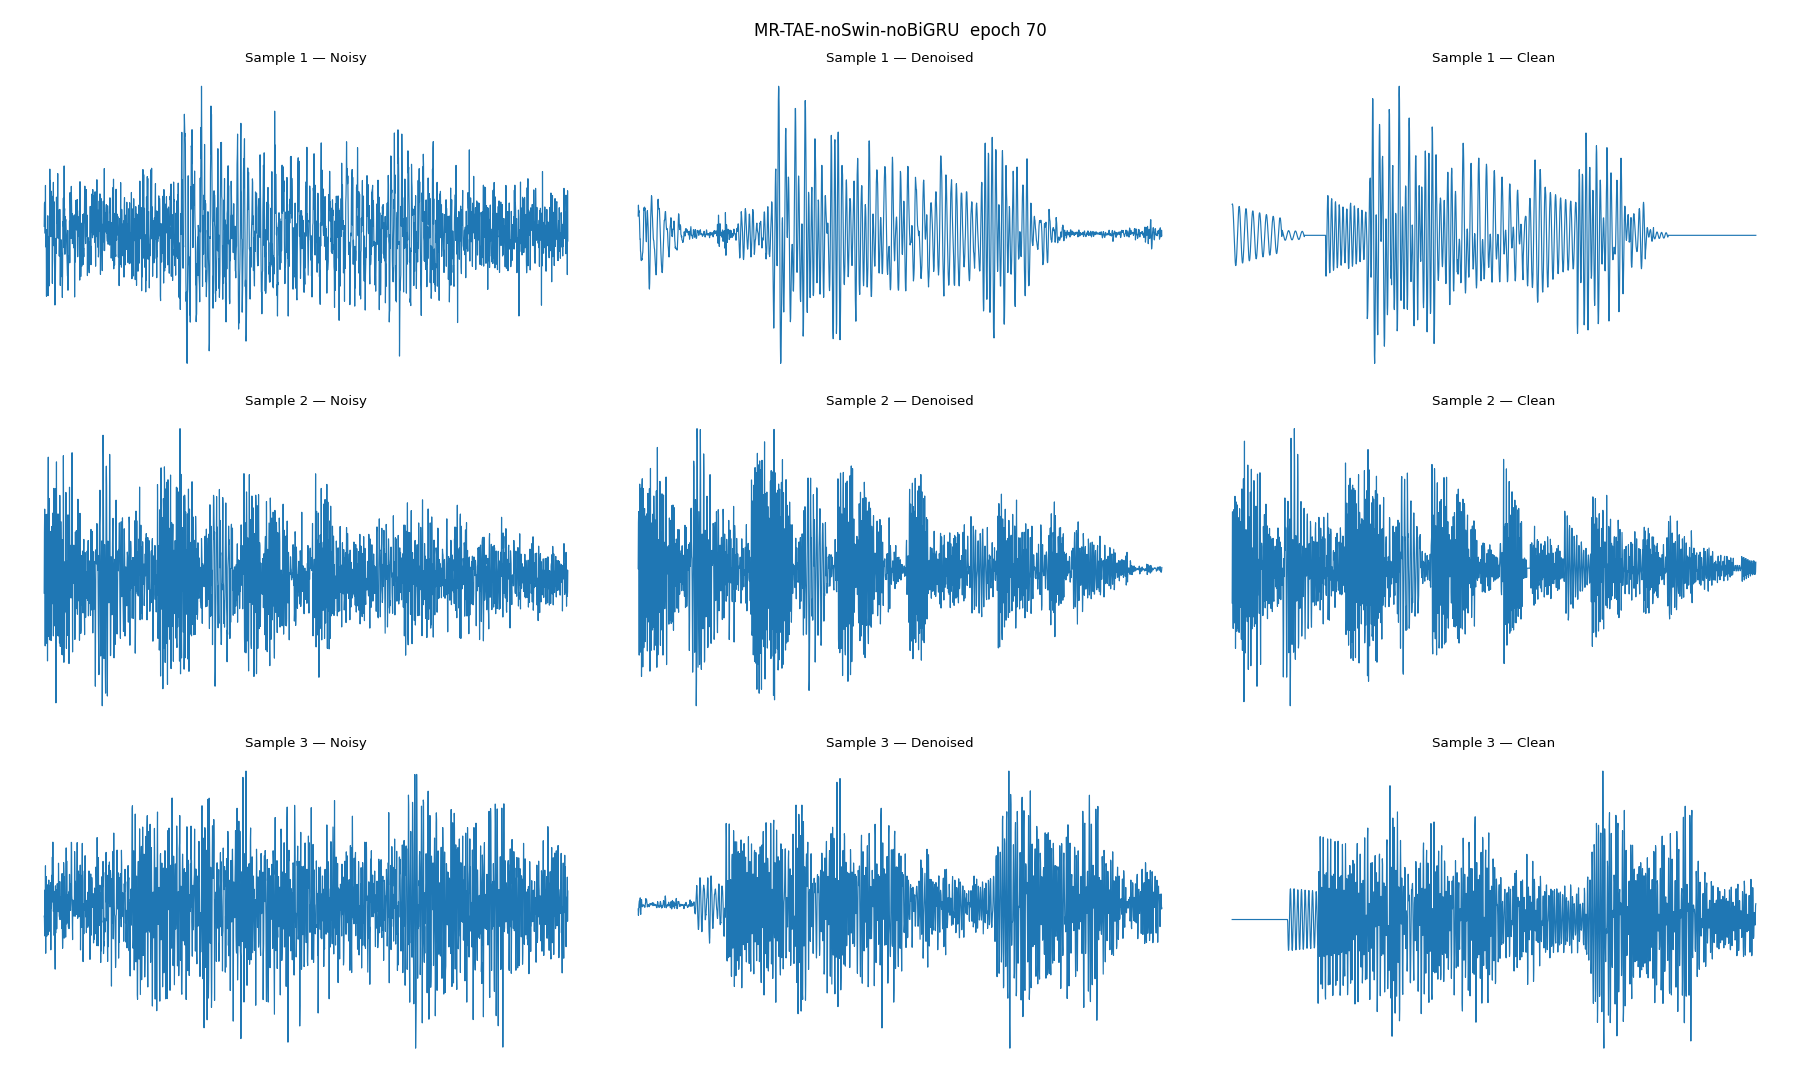 MR-TAE-noSwin-noBiGRU  epoch 70
Sample 1 — Noisy
Sample 1 — Denoised
Sample 1 — Clean
Sample 2 — Noisy
Sample 2 — Denoised
Sample 2 — Clean
Sample 3 — Noisy
Sample 3 — Denoised
Sample 3 — Clean